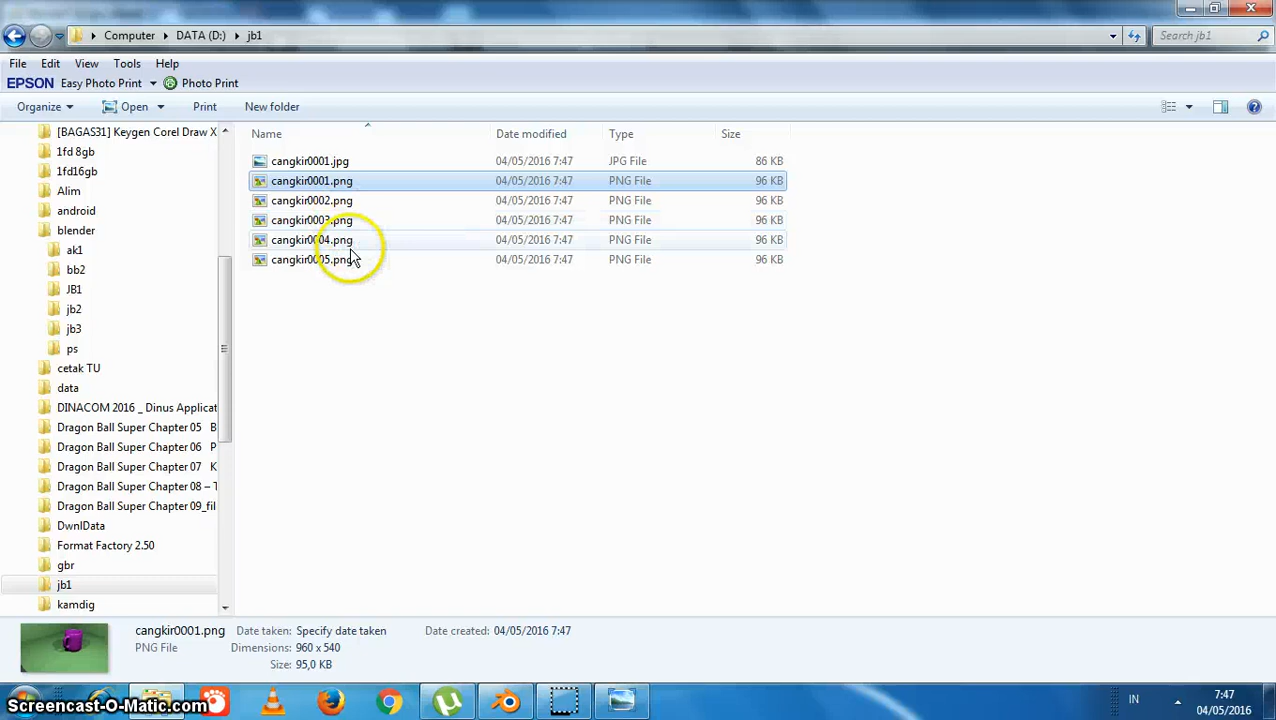 Computer DATA (D:) jb1 Search jb1
File Edit View Tools Help
EPSON Easy Photo Print Photo Print
Organize Open Print New folder
Name Date modified Type Size
[BAGAS31] Keygen Corel Draw X
1fd 8gb
1fd16gb
Alim
android
blender
ak1
bb2
JB1
jb2
jb3
ps
cetak TU
data
DINACOM 2016 _ Dinus Applicat
Dragon Ball Super Chapter 05 B
Dragon Ball Super Chapter 06 P
Dragon Ball Super Chapter 07 K
Dragon Ball Super Chapter 08 – T
Dragon Ball Super Chapter 09_fil
DwnlData
Format Factory 2.50
gbr
jb1
kamdig
cangkir0001.jpg 04/05/2016 7:47 JPG File 86 KB
cangkir0001.png 04/05/2016 7:47 PNG File 96 KB
cangkir0002.png 04/05/2016 7:47 PNG File 96 KB
cangkir0003.png 04/05/2016 7:47 PNG File 96 KB
cangkir0004.png 04/05/2016 7:47 PNG File 96 KB
cangkir0005.png 04/05/2016 7:47 PNG File 96 KB
cangkir0001.png Date taken: Specify date taken Date created: 04/05/2016 7:47
PNG File Dimensions: 960 x 540
Size: 95,0 KB
Screencast-O-Matic.com
IN 7:47
04/05/2016